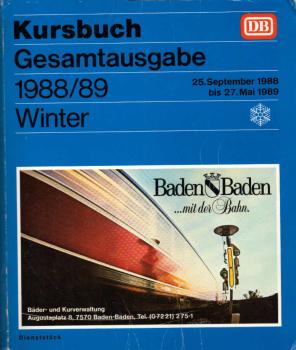 Kursbuch
DB
Gesamtausgabe
1988/89
25. September 1988
bis 27. Mai 1989
Winter
Baden Baden
...mit der Bahn.
Bäder- und Kurverwaltung
Augustaplatz 8, 7570 Baden-Baden, Tel. (07221) 275-1
Dienststück